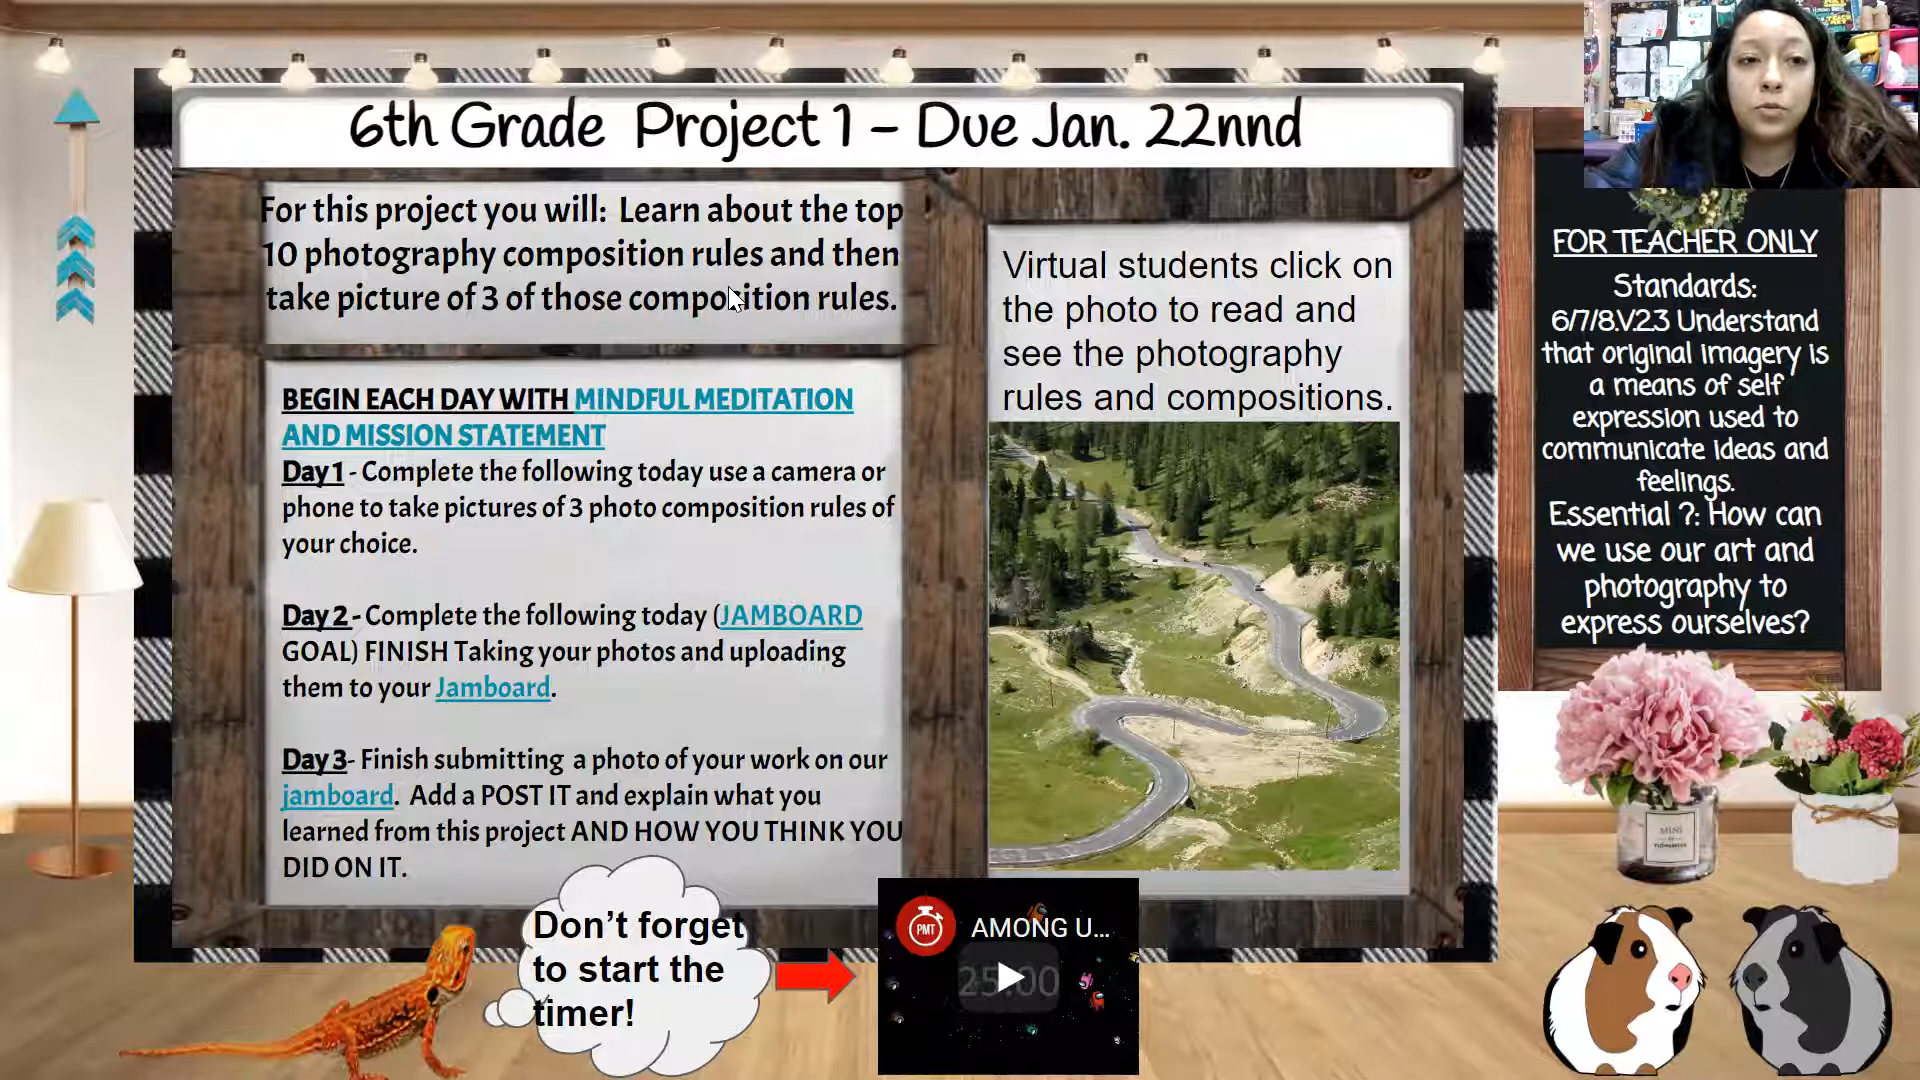 6th Grade Project 1 – Due Jan. 22nnd
For this project you will: Learn about the top
10 photography composition rules and then
take picture of 3 of those composition rules.
BEGIN EACH DAY WITH MINDFUL MEDITATION
AND MISSION STATEMENT
Day 1 - Complete the following today use a camera or
phone to take pictures of 3 photo composition rules of
your choice.
Day 2 - Complete the following today (JAMBOARD
GOAL) FINISH Taking your photos and uploading
them to your Jamboard.
Day 3- Finish submitting a photo of your work on our
jamboard. Add a POST IT and explain what you
learned from this project AND HOW YOU THINK YOU
DID ON IT.
Virtual students click on
the photo to read and
see the photography
rules and compositions.
FOR TEACHER ONLY
Standards:
6/7/8.V.2.3 Understand
that original imagery is
a means of self
expression used to
communicate ideas and
feelings.
Essential ?: How can
we use our art and
photography to
express ourselves?
Don’t forget
to start the
timer!
PMT
AMONG U...
25:00
MINI